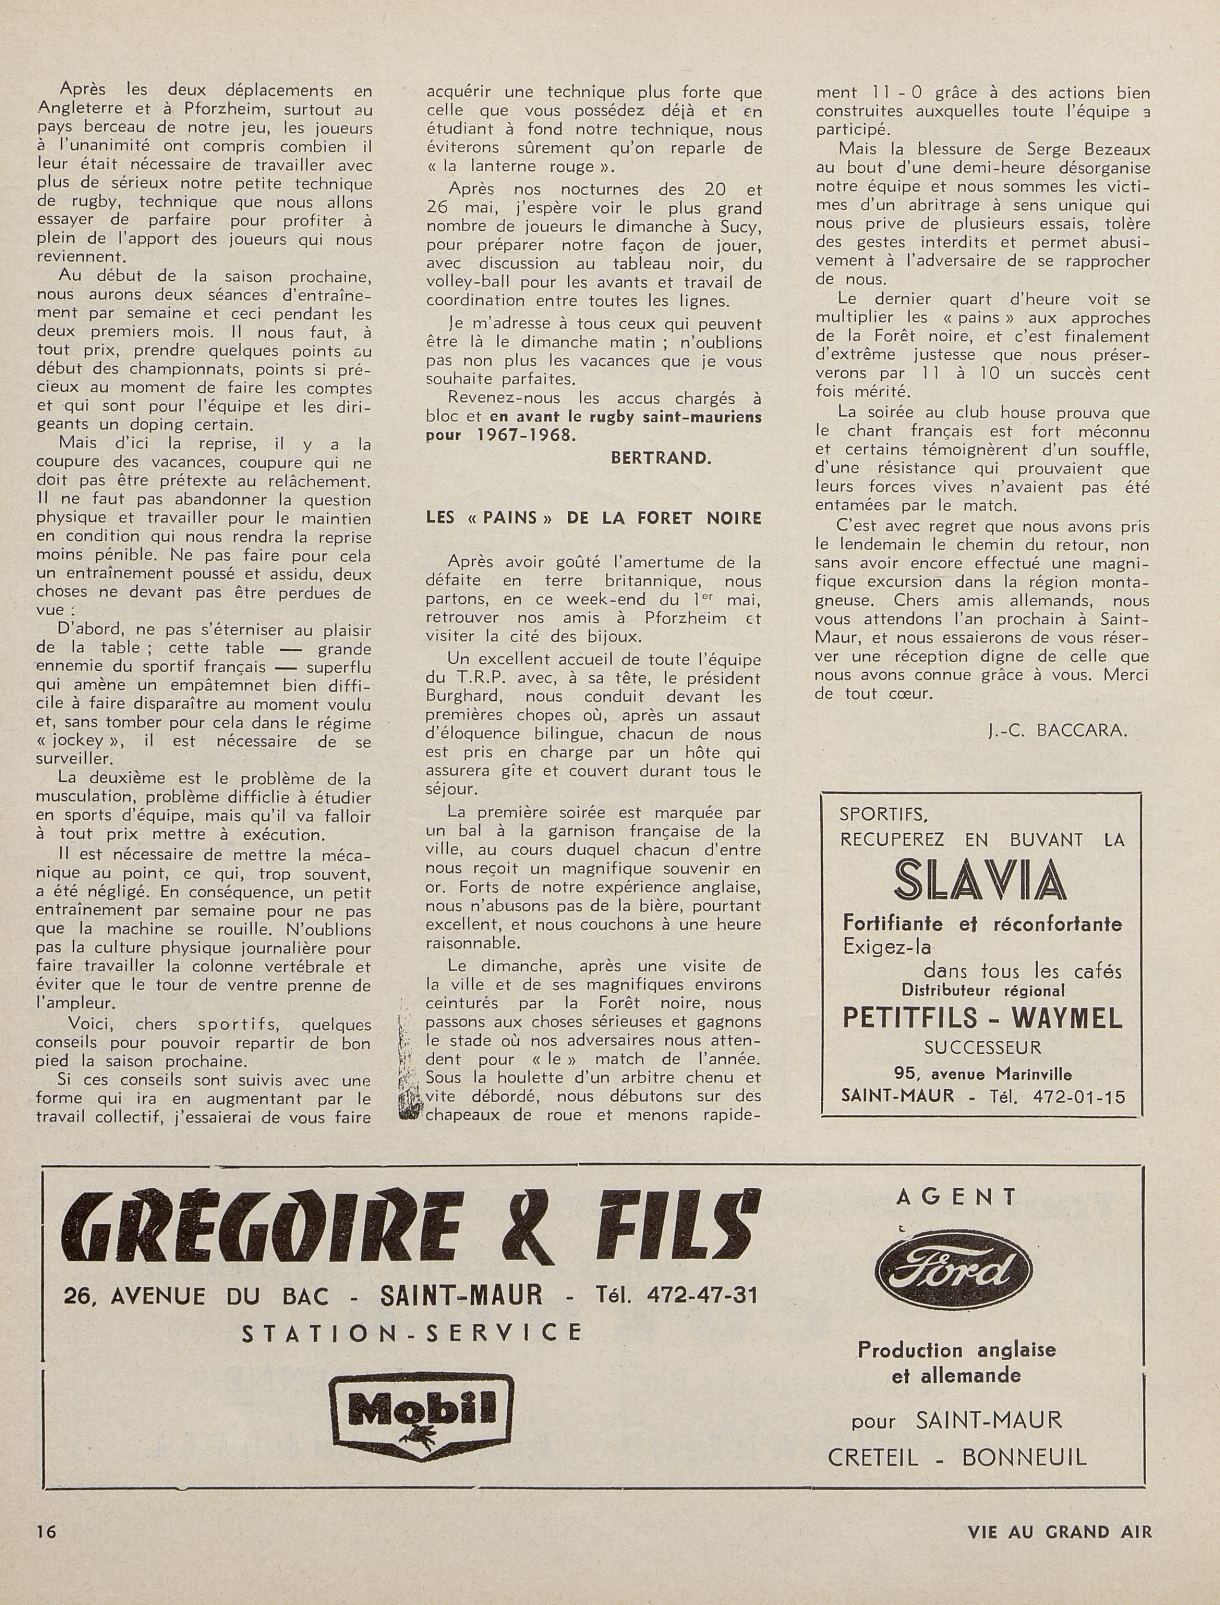 Après les deux déplacements en
Angleterre et à Pforzheim, surtout au
pays berceau de notre jeu, les joueurs
à l'unanimité ont compris combien il
leur était nécessaire de travailler avec
plus de sérieux notre petite technique
de rugby, technique que nous allons
essayer de parfaire pour profiter à
plein de l'apport des joueurs qui nous
reviennent.
Au début de la saison prochaine,
nous aurons deux séances d'entraîne-
ment par semaine et ceci pendant les
deux premiers mois. Il nous faut, à
tout prix, prendre quelques points au
début des championnats, points si pré-
cieux au moment de faire les comptes
et qui sont pour l'équipe et les diri-
geants un doping certain.
Mais d'ici la reprise, il y a la
coupure des vacances, coupure qui ne
doit pas être prétexte au relâchement.
Il ne faut pas abandonner la question
physique et travailler pour le maintien
en condition qui nous rendra la reprise
moins pénible. Ne pas faire pour cela
un entraînement poussé et assidu, deux
choses ne devant pas être perdues de
vue :
D'abord, ne pas s'éterniser au plaisir
de la table ; cette table — grande
ennemie du sportif français — superflu
qui amène un empâtemnet bien diffi-
cile à faire disparaître au moment voulu
et, sans tomber pour cela dans le régime
« jockey », il est nécessaire de se
surveiller.
La deuxième est le problème de la
musculation, problème difficlie à étudier
en sports d'équipe, mais qu'il va falloir
à tout prix mettre à exécution.
Il est nécessaire de mettre la méca-
nique au point, ce qui, trop souvent,
a été négligé. En conséquence, un petit
entraînement par semaine pour ne pas
que la machine se rouille. N'oublions
pas la culture physique journalière pour
faire travailler la colonne vertébrale et
éviter que le tour de ventre prenne de
l'ampleur.
Voici, chers sportifs, quelques
conseils pour pouvoir repartir de bon
pied la saison prochaine.
Si ces conseils sont suivis avec une
forme qui ira en augmentant par le
travail collectif, j'essaierai de vous faire
acquérir une technique plus forte que
celle que vous possédez déjà et en
étudiant à fond notre technique, nous
éviterons sûrement qu'on reparle de
« la lanterne rouge ».
Après nos nocturnes des 20 et
26 mai, j'espère voir le plus grand
nombre de joueurs le dimanche à Sucy,
pour préparer notre façon de jouer,
avec discussion au tableau noir, du
volley-ball pour les avants et travail de
coordination entre toutes les lignes.
Je m'adresse à tous ceux qui peuvent
être là le dimanche matin ; n'oublions
pas non plus les vacances que je vous
souhaite parfaites.
Revenez-nous les accus chargés à
bloc et en avant le rugby saint-mauriens
pour 1967-1968.
BERTRAND.
LES « PAINS » DE LA FORET NOIRE
Après avoir goûté l'amertume de la
défaite en terre britannique, nous
partons, en ce week-end du 1er mai,
retrouver nos amis à Pforzheim et
visiter la cité des bijoux.
Un excellent accueil de toute l'équipe
du T.R.P. avec, à sa tête, le président
Burghard, nous conduit devant les
premières chopes où, après un assaut
d'éloquence bilingue, chacun de nous
est pris en charge par un hôte qui
assurera gîte et couvert durant tous le
séjour.
La première soirée est marquée par
un bal à la garnison française de la
ville, au cours duquel chacun d'entre
nous reçoit un magnifique souvenir en
or. Forts de notre expérience anglaise,
nous n'abusons pas de la bière, pourtant
excellent, et nous couchons à une heure
raisonnable.
Le dimanche, après une visite de
la ville et de ses magnifiques environs
ceinturés par la Forêt noire, nous
passons aux choses sérieuses et gagnons
le stade où nos adversaires nous atten-
dent pour « le » match de l'année.
Sous la houlette d'un arbitre chenu et
vite débordé, nous débutons sur des
chapeaux de roue et menons rapide-
ment 11 - 0 grâce à des actions bien
construites auxquelles toute l'équipe a
participé.
Mais la blessure de Serge Bezeaux
au bout d'une demi-heure désorganise
notre équipe et nous sommes les victi-
mes d'un abritrage à sens unique qui
nous prive de plusieurs essais, tolère
des gestes interdits et permet abusi-
vement à l'adversaire de se rapprocher
de nous.
Le dernier quart d'heure voit se
multiplier les « pains » aux approches
de la Forêt noire, et c'est finalement
d'extrême justesse que nous préser-
verons par 11 à 10 un succès cent
fois mérité.
La soirée au club house prouva que
le chant français est fort méconnu
et certains témoignèrent d'un souffle,
d'une résistance qui prouvaient que
leurs forces vives n'avaient pas été
entamées par le match.
C'est avec regret que nous avons pris
le lendemain le chemin du retour, non
sans avoir encore effectué une magni-
fique excursion dans la région monta-
gneuse. Chers amis allemands, nous
vous attendons l'an prochain à Saint-
Maur, et nous essaierons de vous réser-
ver une réception digne de celle que
nous avons connue grâce à vous. Merci
de tout cœur.
J.-C. BACCARA.
SPORTIFS,
RECUPEREZ EN BUVANT LA
SLAVIA
Fortifiante et réconfortante
Exigez-la
dans tous les cafés
Distributeur régional
PETITFILS - WAYMEL
SUCCESSEUR
95, avenue Marinville
SAINT-MAUR - Tél. 472-01-15
GRÉGOIRE & FILS
26, AVENUE DU BAC - SAINT-MAUR - Tél. 472-47-31
STATION-SERVICE
Mobil
AGENT
Ford
Production anglaise
et allemande
pour SAINT-MAUR
CRETEIL - BONNEUIL
16
VIE AU GRAND AIR